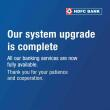 HDFC BANK
Our system upgrade
is complete
All our banking services are now
fully available.
Thank you for your patience
and cooperation.